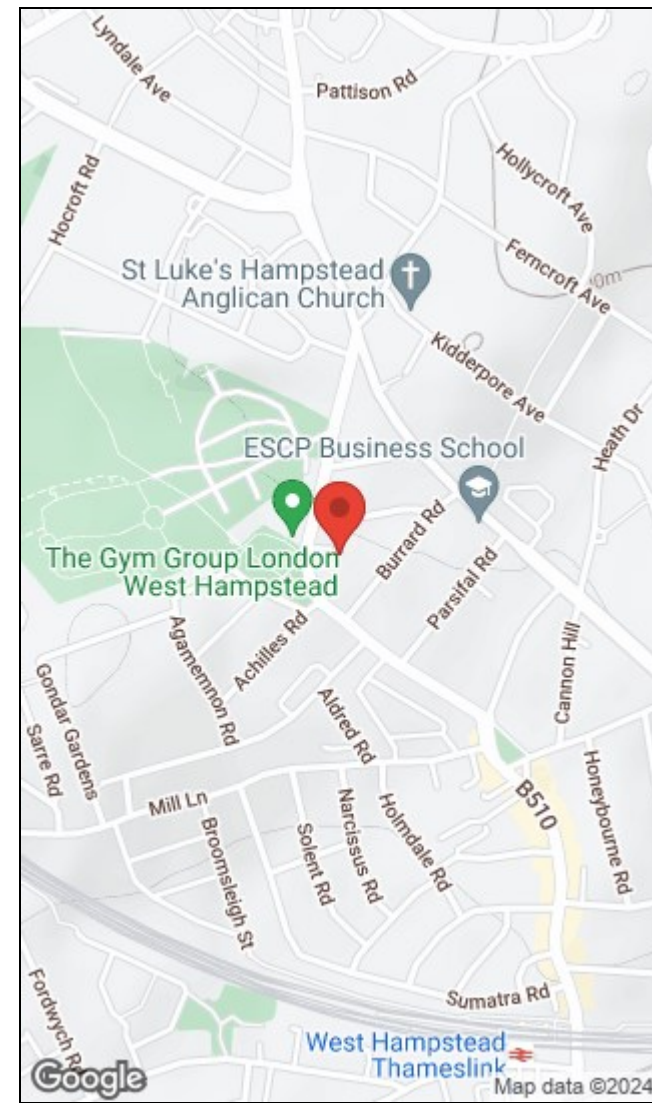 Lyndale Ave
Pattison Rd
Hocroft Rd
Hollycroft Ave
Ferncroft Ave
0m
St Luke's Hampstead
Anglican Church
Kidderpore Ave
Heath Dr
ESCP Business School
The Gym Group London
West Hampstead
Burrard Rd
Parsifal Rd
Achilles Rd
Agamemnon Rd
Cannon Hill
Gondar Gardens
Sarre Rd
Aldred Rd
Mill Ln
B510
Honeybourne Rd
Broomsleigh St
Solent Rd
Narcissus Rd
Holmdale Rd
Sumatra Rd
Fordwych Rd
West Hampstead
Thameslink
Google
Map data ©2024